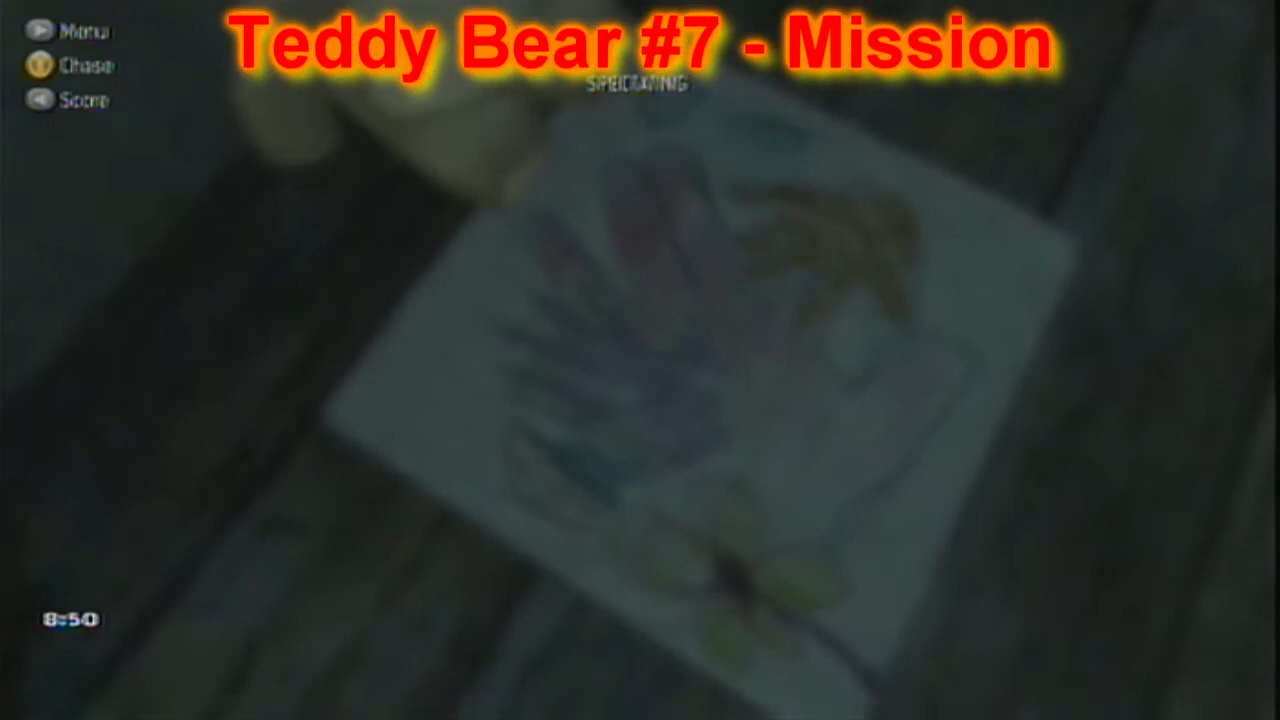 Teddy Bear #7 - Mission
Menu
Chase
Score
SPECTATING
8:50